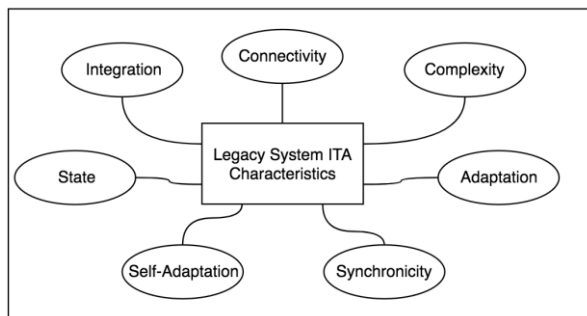 Connectivity
Integration
Complexity
Legacy System ITA
Characteristics
State
Adaptation
Self-Adaptation
Synchronicity